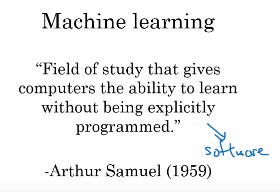 Machine learning
“Field of study that gives
computers the ability to learn
without being explicitly
programmed.”
software
-Arthur Samuel (1959)